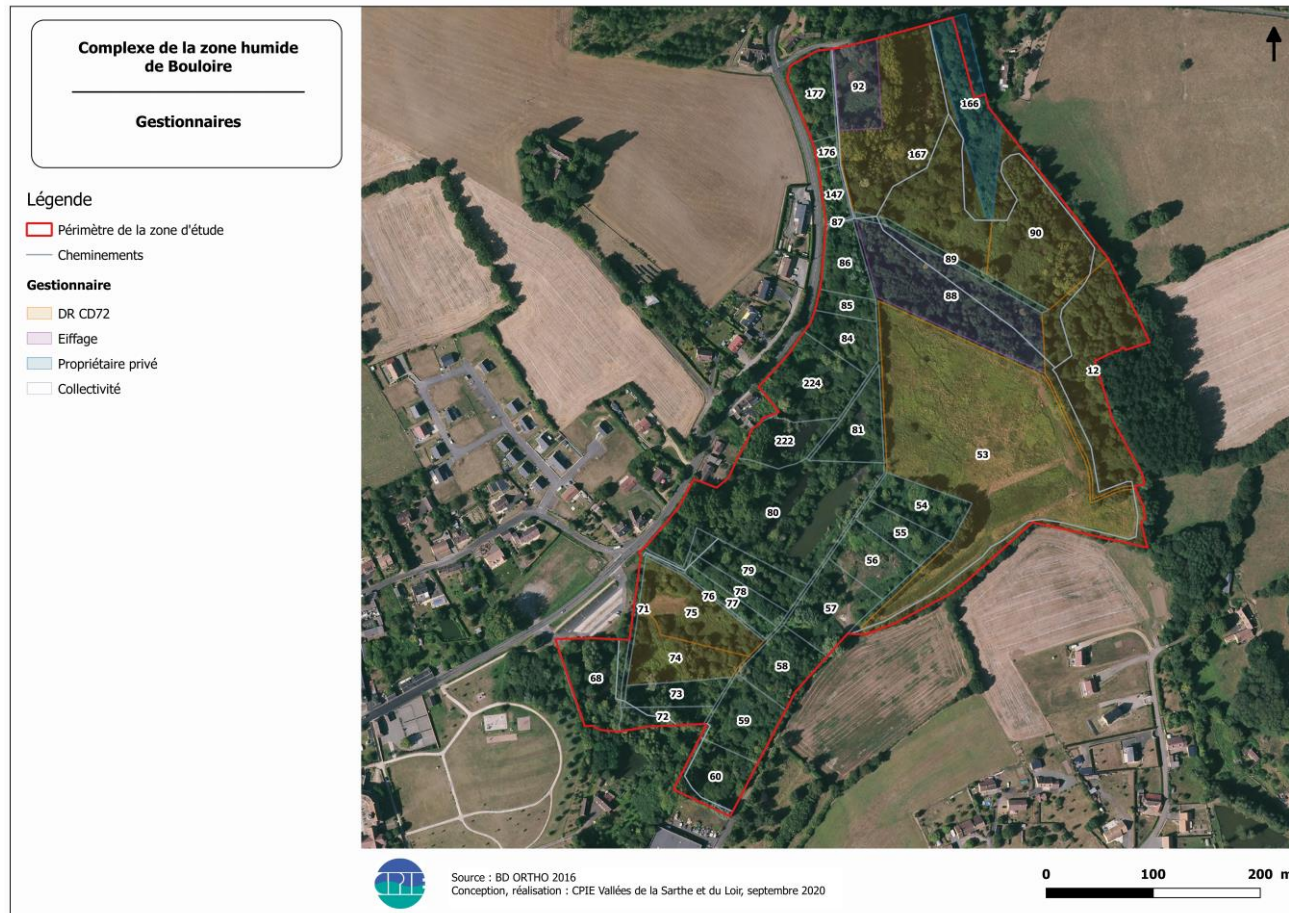 Complexe de la zone humide
de Bouloire
Gestionnaires
Légende
Périmètre de la zone d'étude
Cheminements
Gestionnaire
DR CD72
Eiffage
Propriétaire privé
Collectivité
177
92
166
176
167
147
87
90
86
89
88
85
84
12
224
81
222
53
80
54
55
56
79
78
76
77
57
71
75
74
58
68
73
72
59
60
CPIE
Source : BD ORTHO 2016
Conception, réalisation : CPIE Vallées de la Sarthe et du Loir, septembre 2020
0 100 200 m